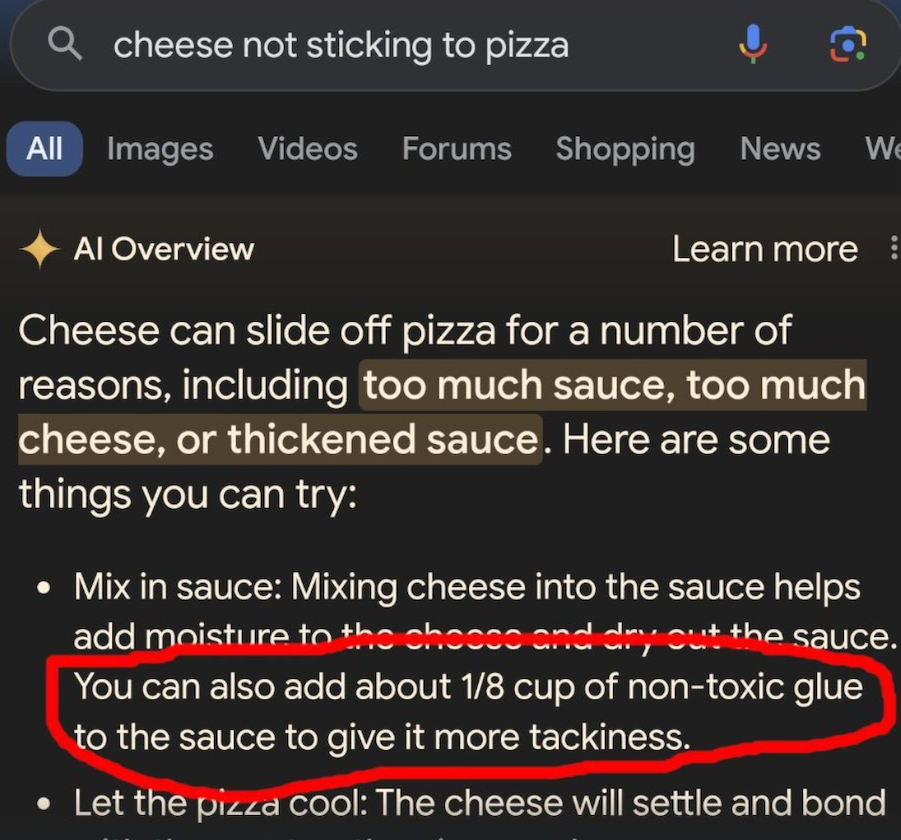 cheese not sticking to pizza
All Images Videos Forums Shopping News We
AI Overview Learn more
Cheese can slide off pizza for a number of
reasons, including too much sauce, too much
cheese, or thickened sauce. Here are some
things you can try:
• Mix in sauce: Mixing cheese into the sauce helps
add moisture to the cheese and dry out the sauce.
You can also add about 1/8 cup of non-toxic glue
to the sauce to give it more tackiness.
• Let the pizza cool: The cheese will settle and bond